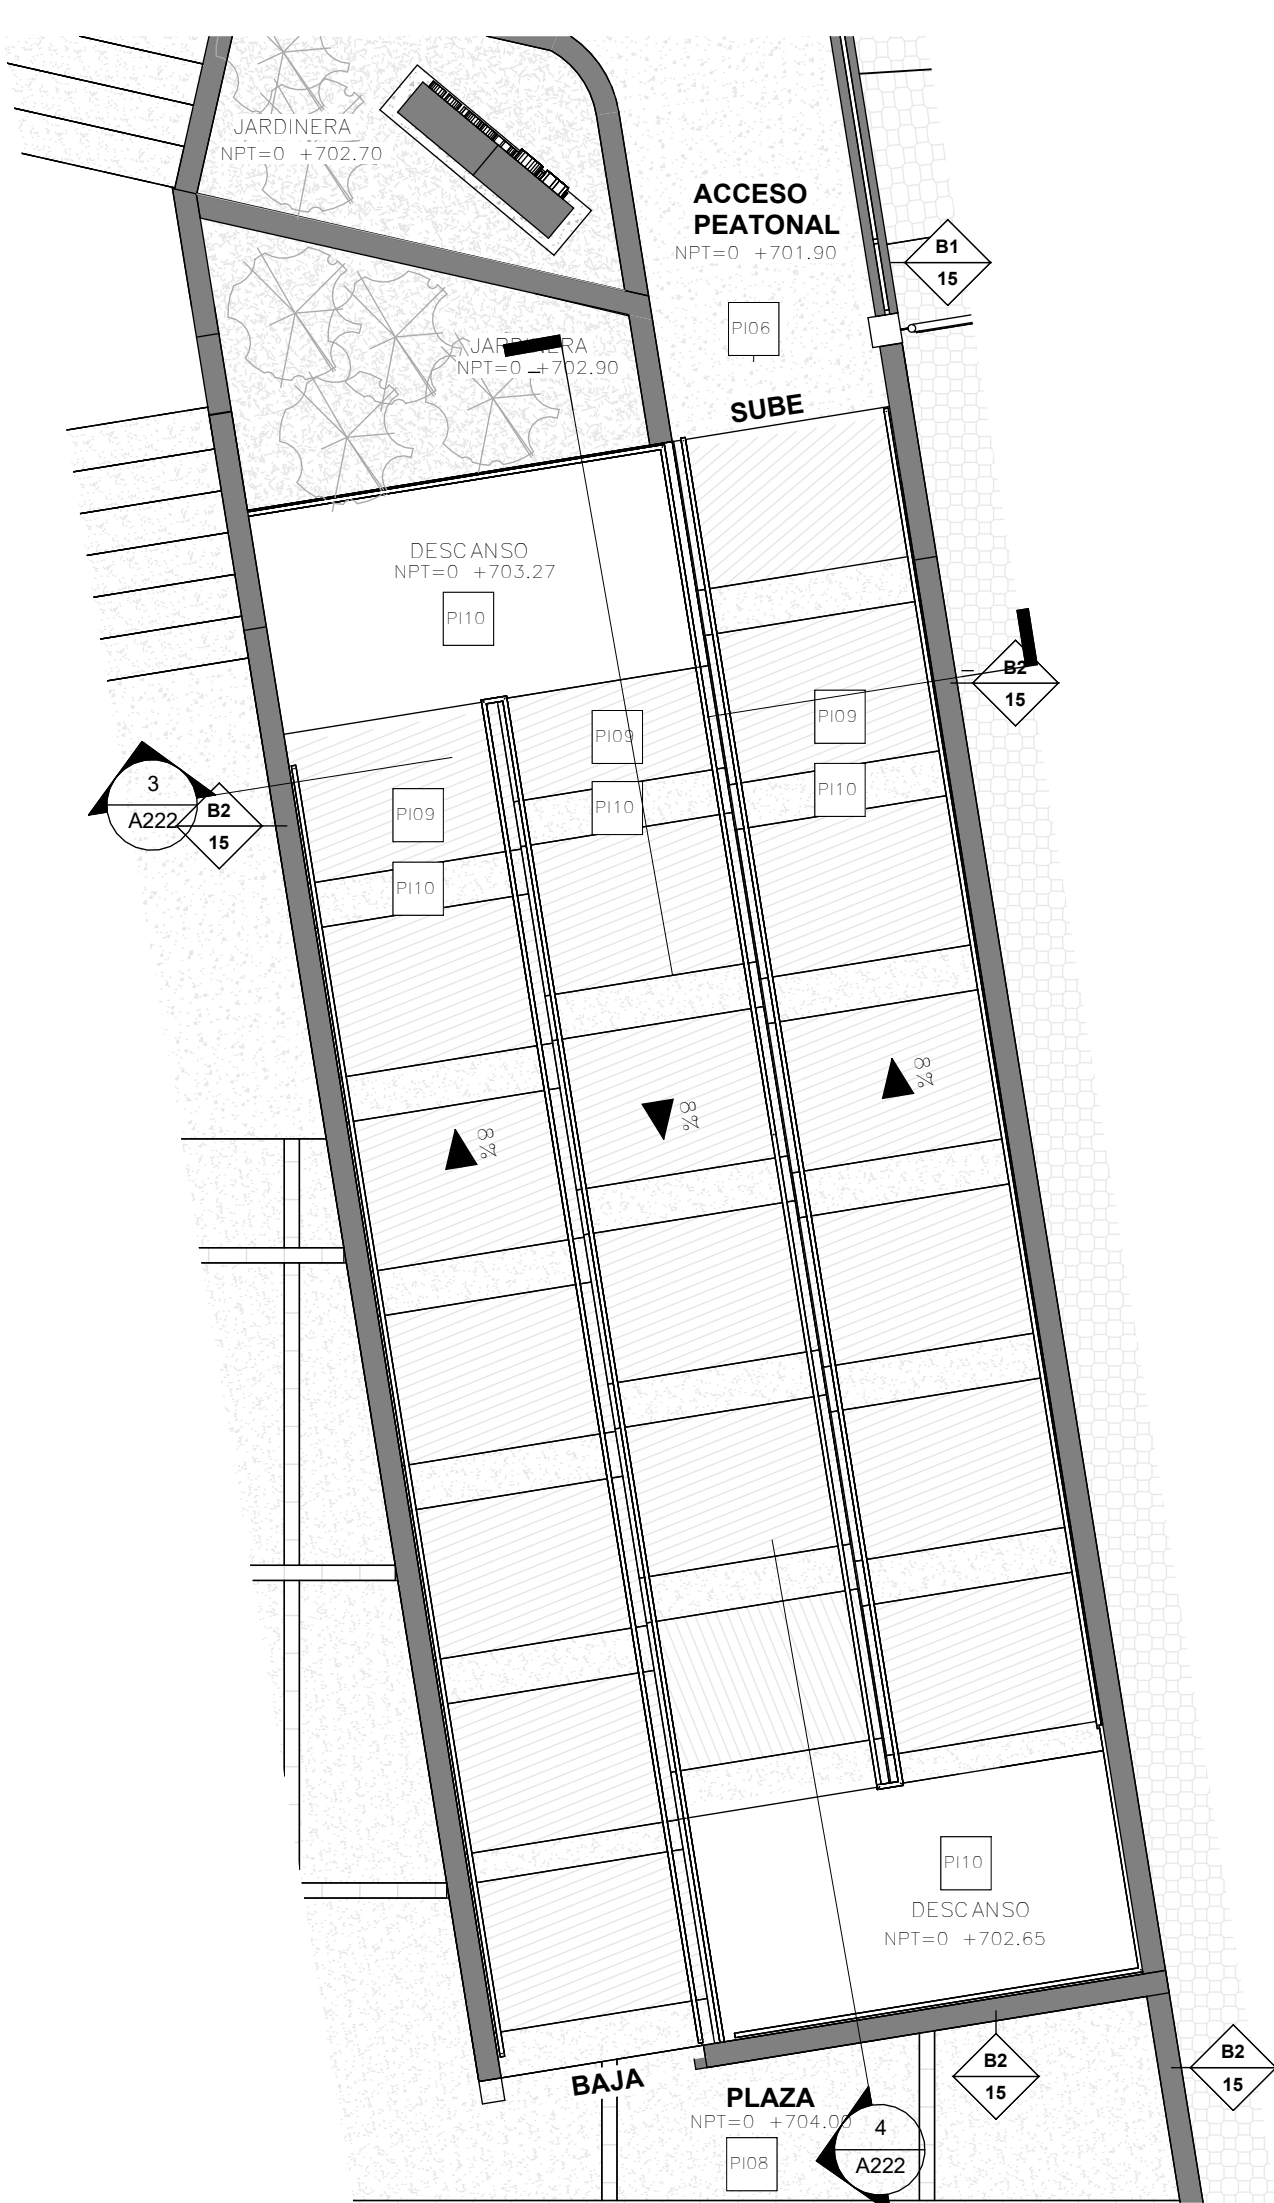 JARDINERA
NPT=0 +702.70
ACCESO
PEATONAL
NPT=0 +701.90
B1
15
PI06
JARDINERA
NPT=0 +702.90
SUBE
DESCANSO
NPT=0 +703.27
PI10
B2
15
PI09
PI09
3
A222
B2
15
PI10
PI10
PI09
PI10
8%
8%
8%
PI10
DESCANSO
NPT=0 +702.65
B2
15
B2
15
BAJA
PLAZA
NPT=0 +704.00
4
A222
PI08